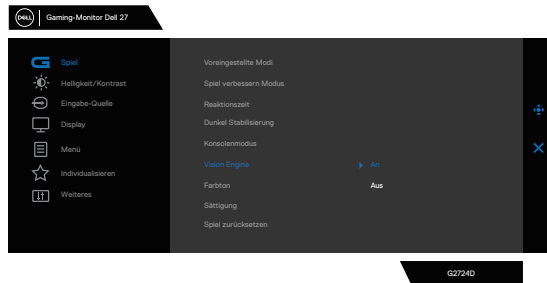 DELL Gaming-Monitor Dell 27
Spiel
Helligkeit/Kontrast
Eingabe-Quelle
Display
Menü
Individualisieren
Weiteres
Voreingestellte Modi
Spiel verbessern Modus
Reaktionszeit
Dunkel Stabilisierung
Konsolenmodus
Vision Engine An
Farbton Aus
Sättigung
Spiel zurücksetzen
G2724D